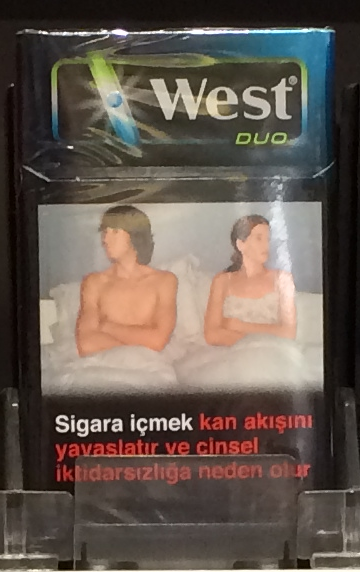 West®
DUO
Sigara içmek kan akışını
yavaşlatır ve cinsel
iktidarsızlığa neden olur